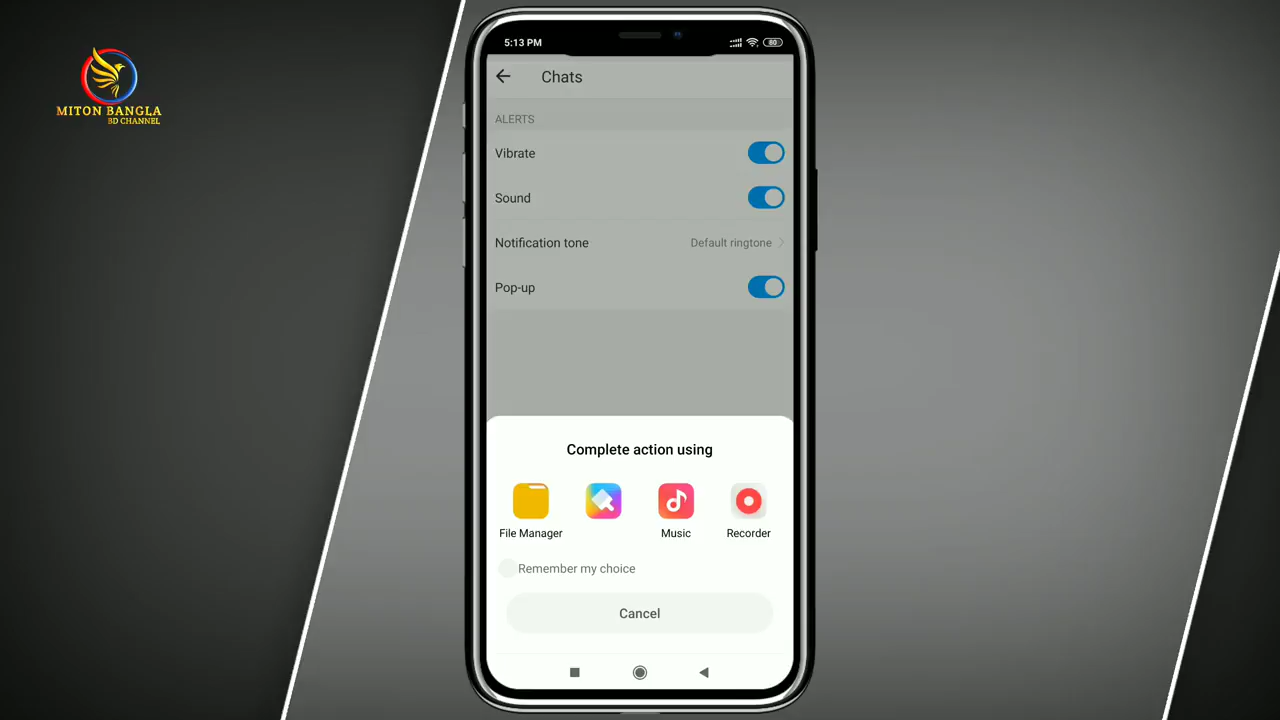 MITON BANGLA
BD CHANNEL
5:13 PM
80
Chats
ALERTS
Vibrate
Sound
Notification tone
Default ringtone
Pop-up
Complete action using
File Manager
Music
Recorder
Remember my choice
Cancel